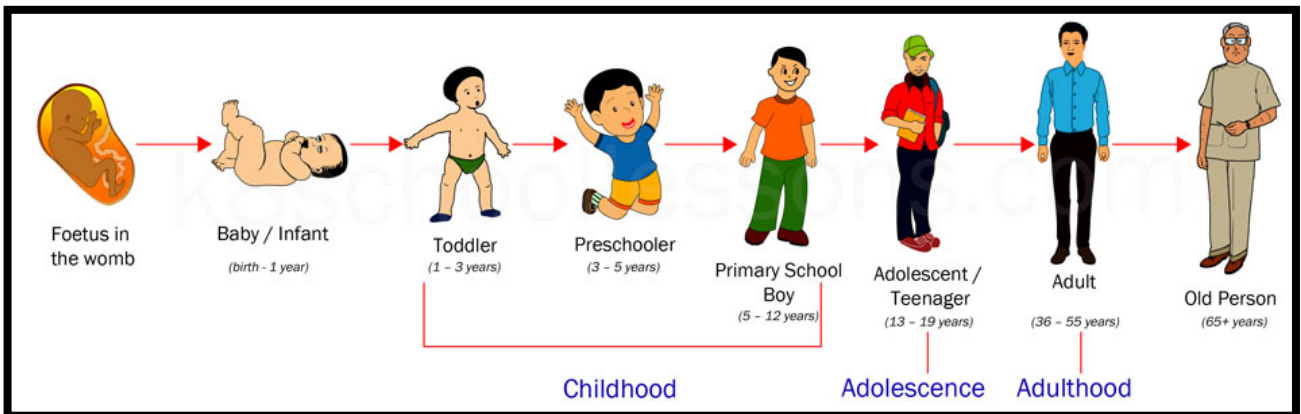 k8schoollessons.com
Foetus in
the womb
Baby / Infant
(birth - 1 year)
Toddler
(1 – 3 years)
Preschooler
(3 – 5 years)
Primary School
Boy
(5 – 12 years)
Adolescent /
Teenager
(13 – 19 years)
Adult
(36 – 55 years)
Old Person
(65+ years)
Childhood
Adolescence
Adulthood